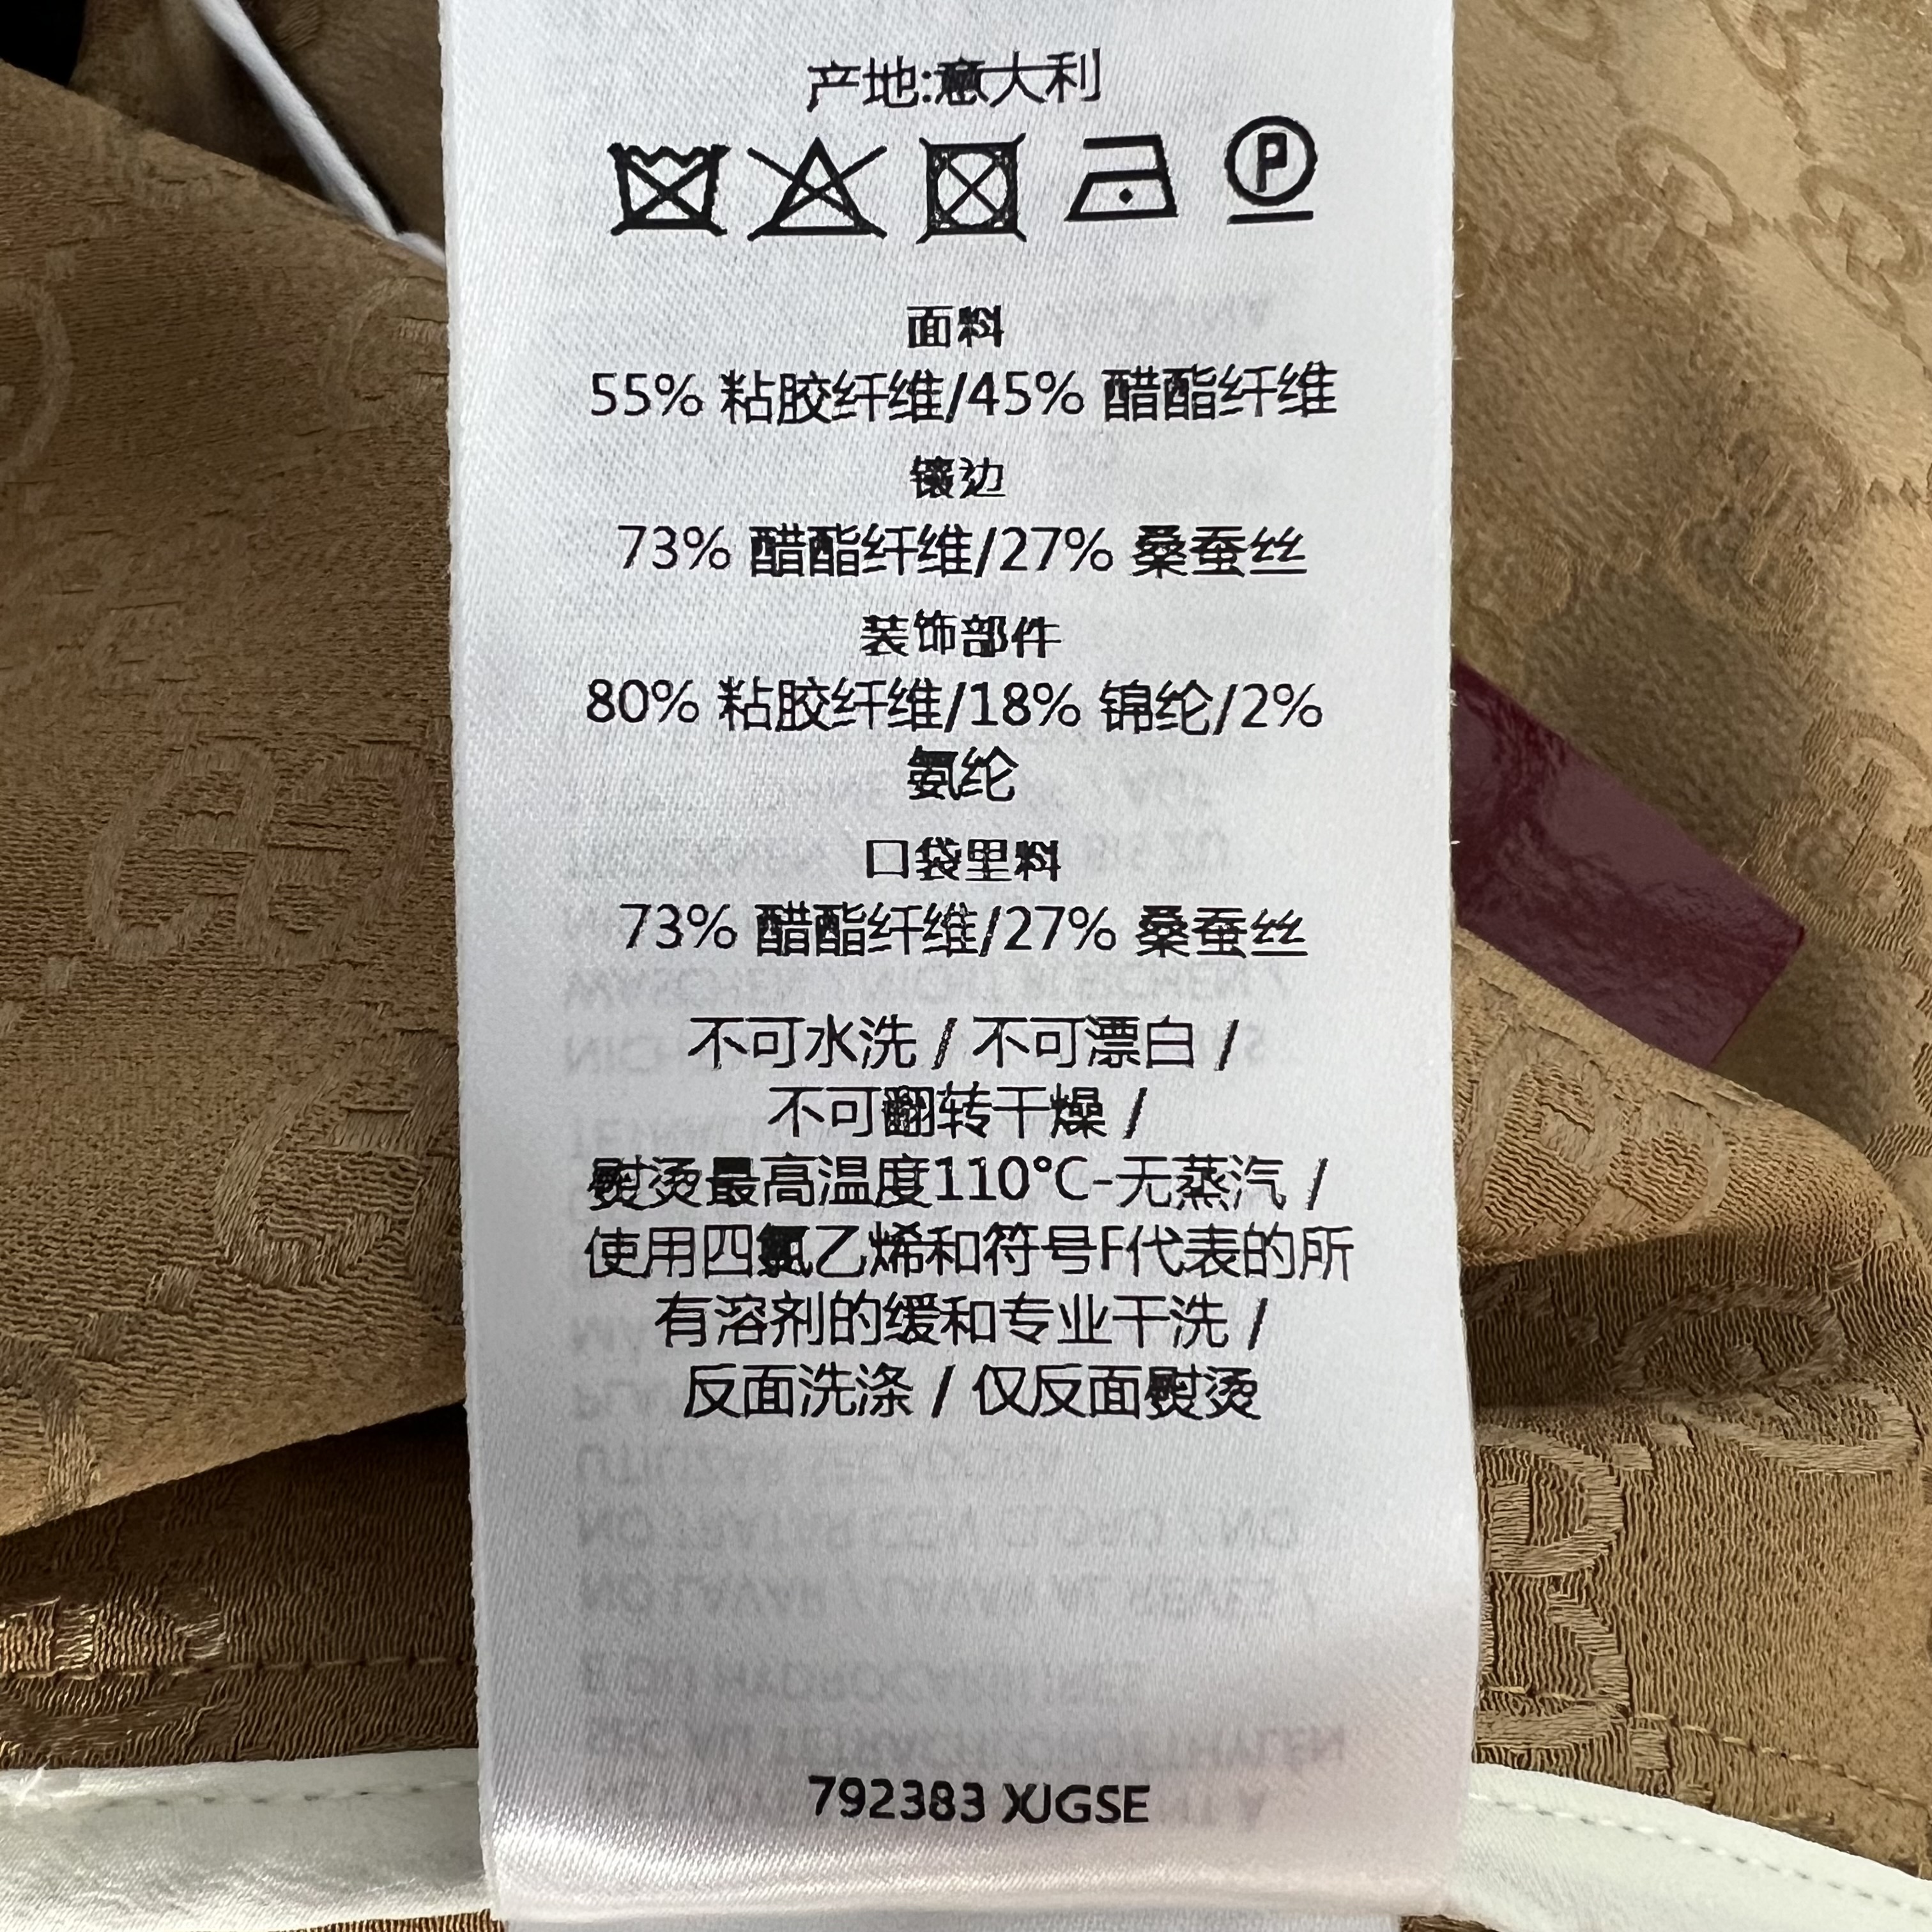 产地:意大利
P
面料
55% 粘胶纤维/45% 醋酯纤维
镶边
73% 醋酯纤维/27% 桑蚕丝
装饰部件
80% 粘胶纤维/18% 锦纶/2%
氨纶
口袋里料
73% 醋酯纤维/27% 桑蚕丝
不可水洗 / 不可漂白 /
不可翻转干燥 /
熨烫最高温度110°C-无蒸汽 /
使用四氯乙烯和符号F代表的所
有溶剂的缓和专业干洗 /
反面洗涤 / 仅反面熨烫
792383 XJGSE